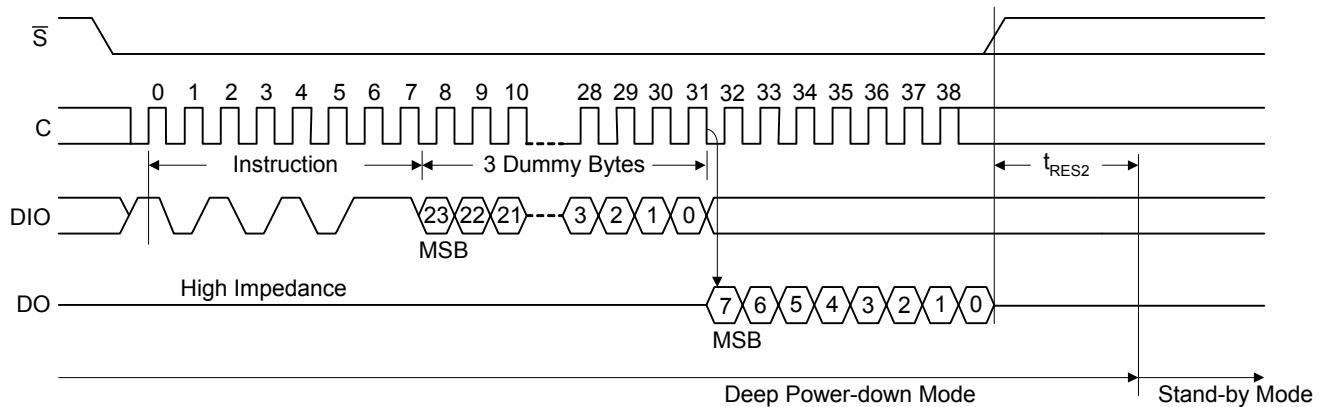 S̅
0 1 2 3 4 5 6 7 8 9 10 28 29 30 31 32 33 34 35 36 37 38
C
Instruction 3 Dummy Bytes tRES2
DIO 23 22 21 3 2 1 0
MSB
High Impedance
DO 7 6 5 4 3 2 1 0
MSB
Deep Power-down Mode Stand-by Mode